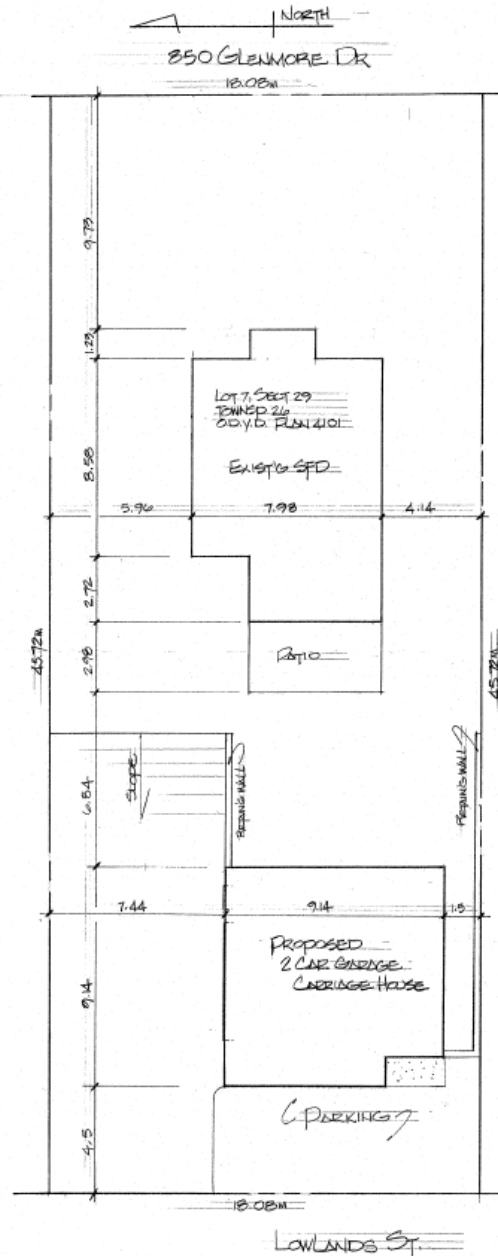 NORTH
850 GLENMORE DR
18.08M
9.73
1.23
LOT 7, SECT 29
TOWNSP 26
O.D.Y.D. PLAN 4101
EXIST'G SFD
8.58
5.96
7.98
4.14
2.72
PATIO
2.98
45.72M
45.72M
SLOPE
RETAINING WALL
RETAINING WALL
6.84
7.44
9.14
1.5
PROPOSED
2 CAR GARAGE
CARRIAGE HOUSE
9.14
PARKING
4.5
18.08M
LOWLANDS ST